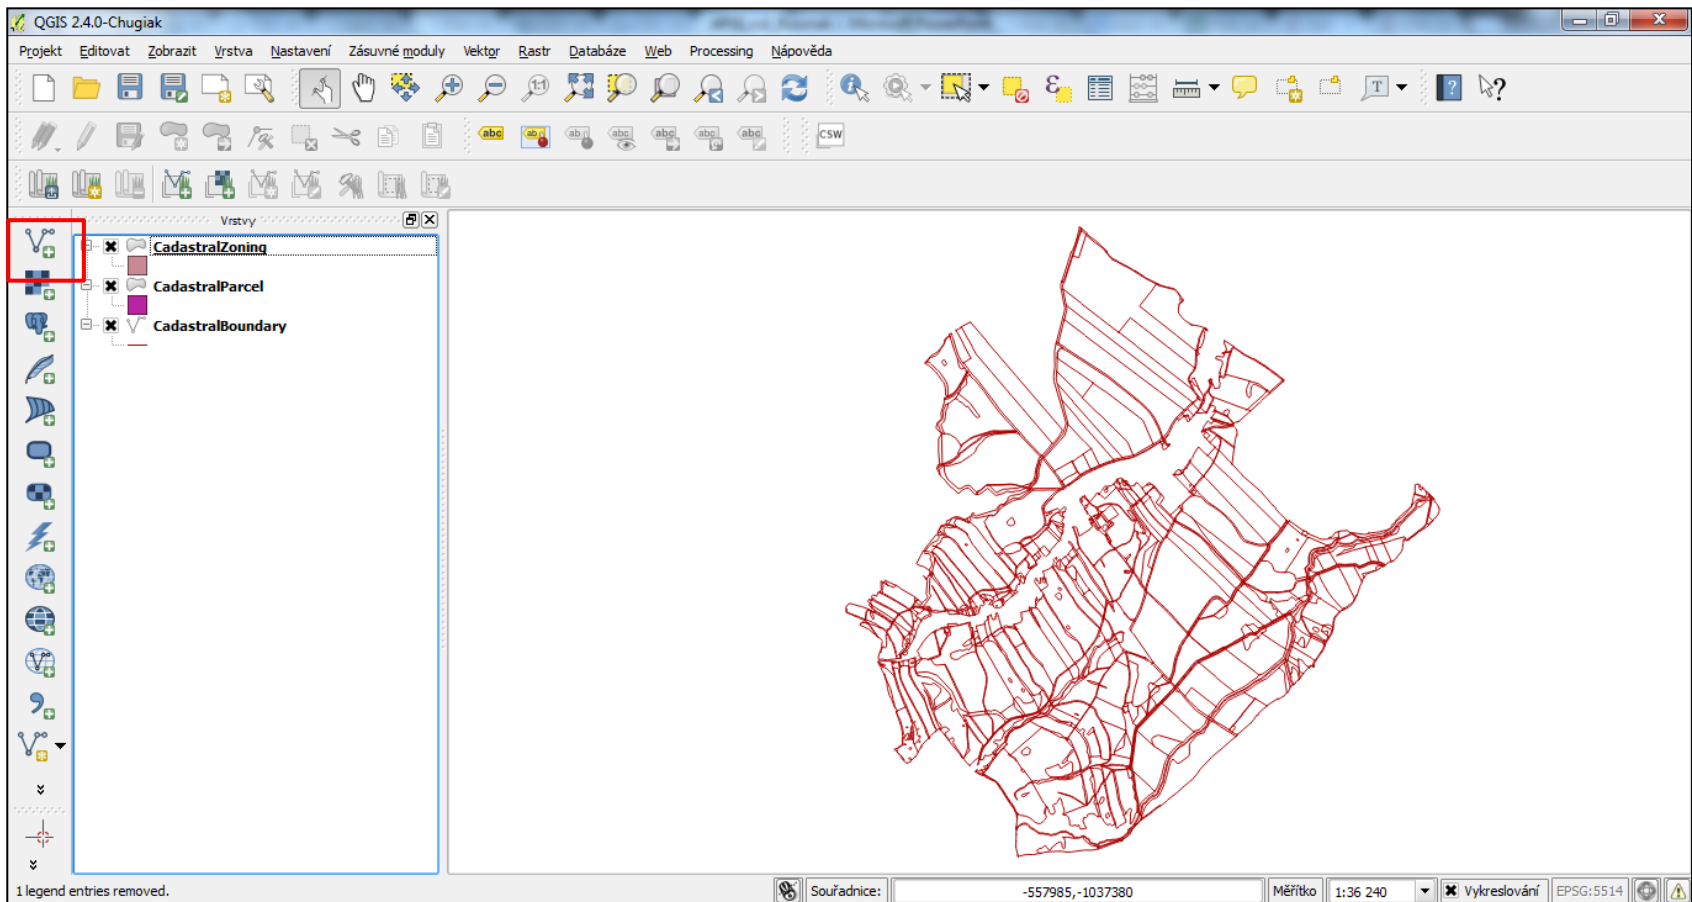 QGIS 2.4.0-Chugiak
Projekt Editovat Zobrazit Vrstva Nastavení Zásuvné moduly Vektor Rastr Databáze Web Processing Nápověda
1:1
ε
T
?
?
abc
CSW
Vrstvy
CadastralZoning
CadastralParcel
CadastralBoundary
1 legend entries removed.
Souřadnice:
-557985,-1037380
Měřítko
1:36 240
Vykreslování
EPSG:5514